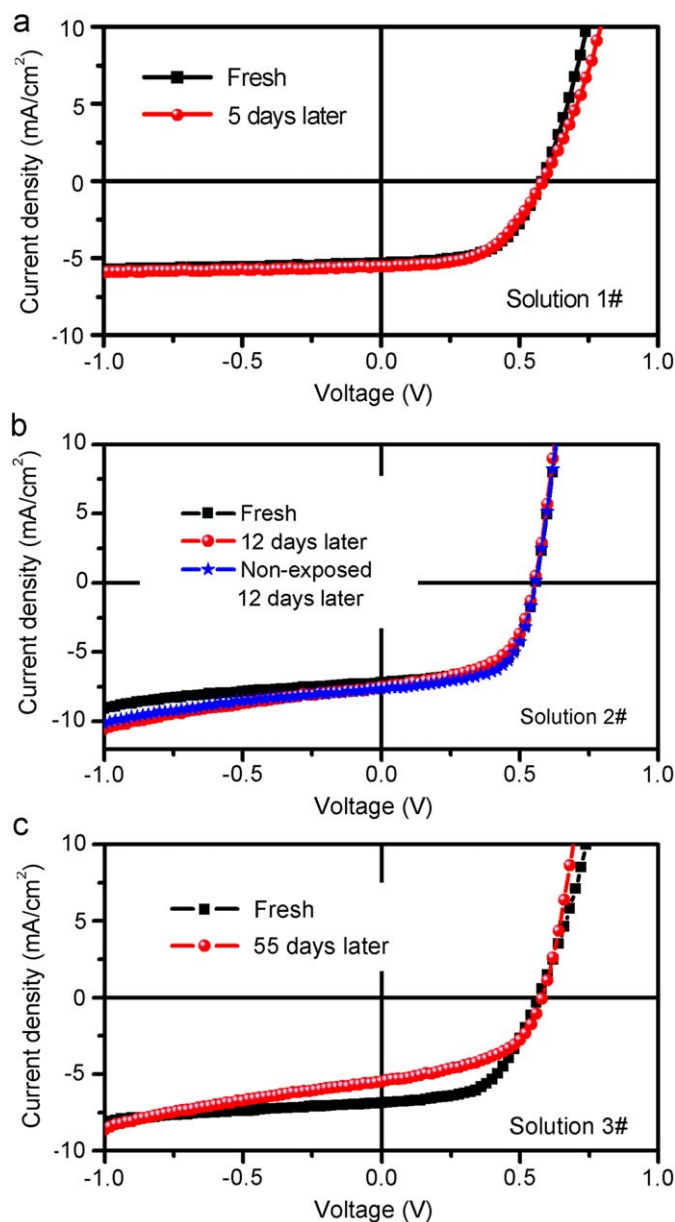 a
Current density (mA/cm²)
10
5
0
-5
-10
Fresh
5 days later
Solution 1#
-1.0
-0.5
0.0
0.5
1.0
Voltage (V)
b
Current density (mA/cm²)
10
5
0
-5
-10
Fresh
12 days later
Non-exposed
12 days later
Solution 2#
-1.0
-0.5
0.0
0.5
1.0
Voltage (V)
c
Current density (mA/cm²)
10
5
0
-5
-10
Fresh
55 days later
Solution 3#
-1.0
-0.5
0.0
0.5
1.0
Voltage (V)